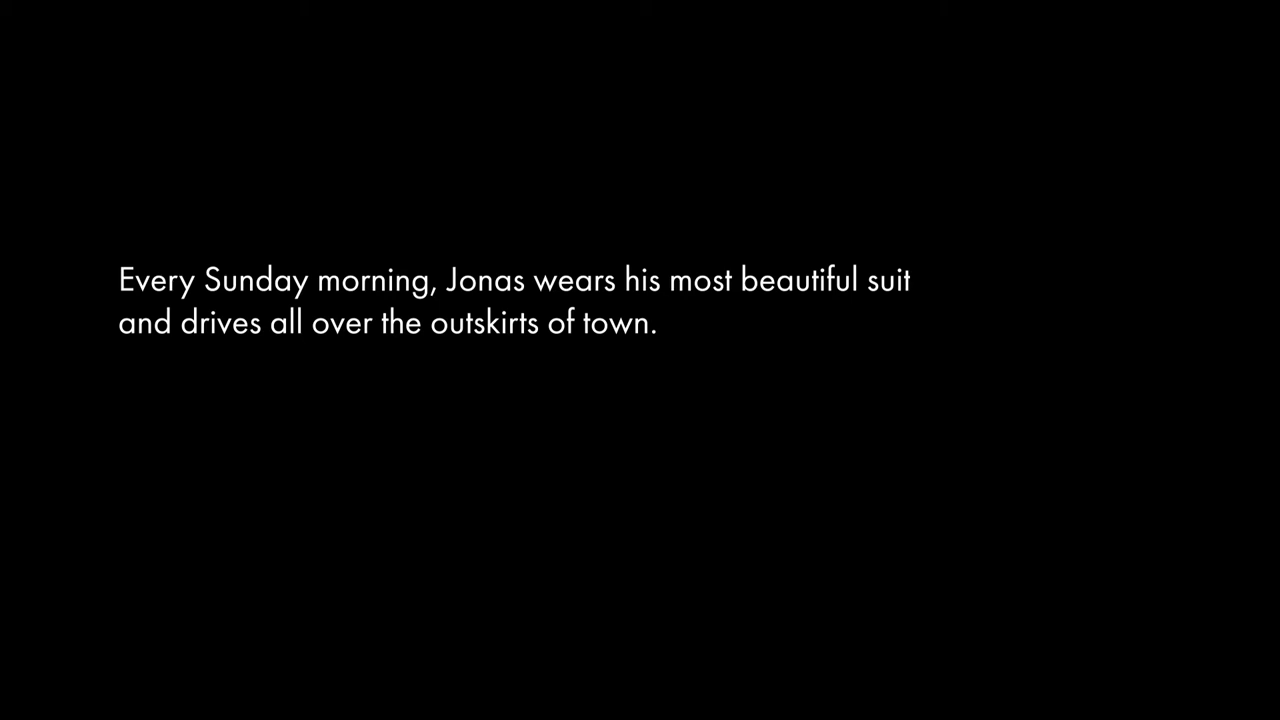 Every Sunday morning, Jonas wears his most beautiful suit
and drives all over the outskirts of town.